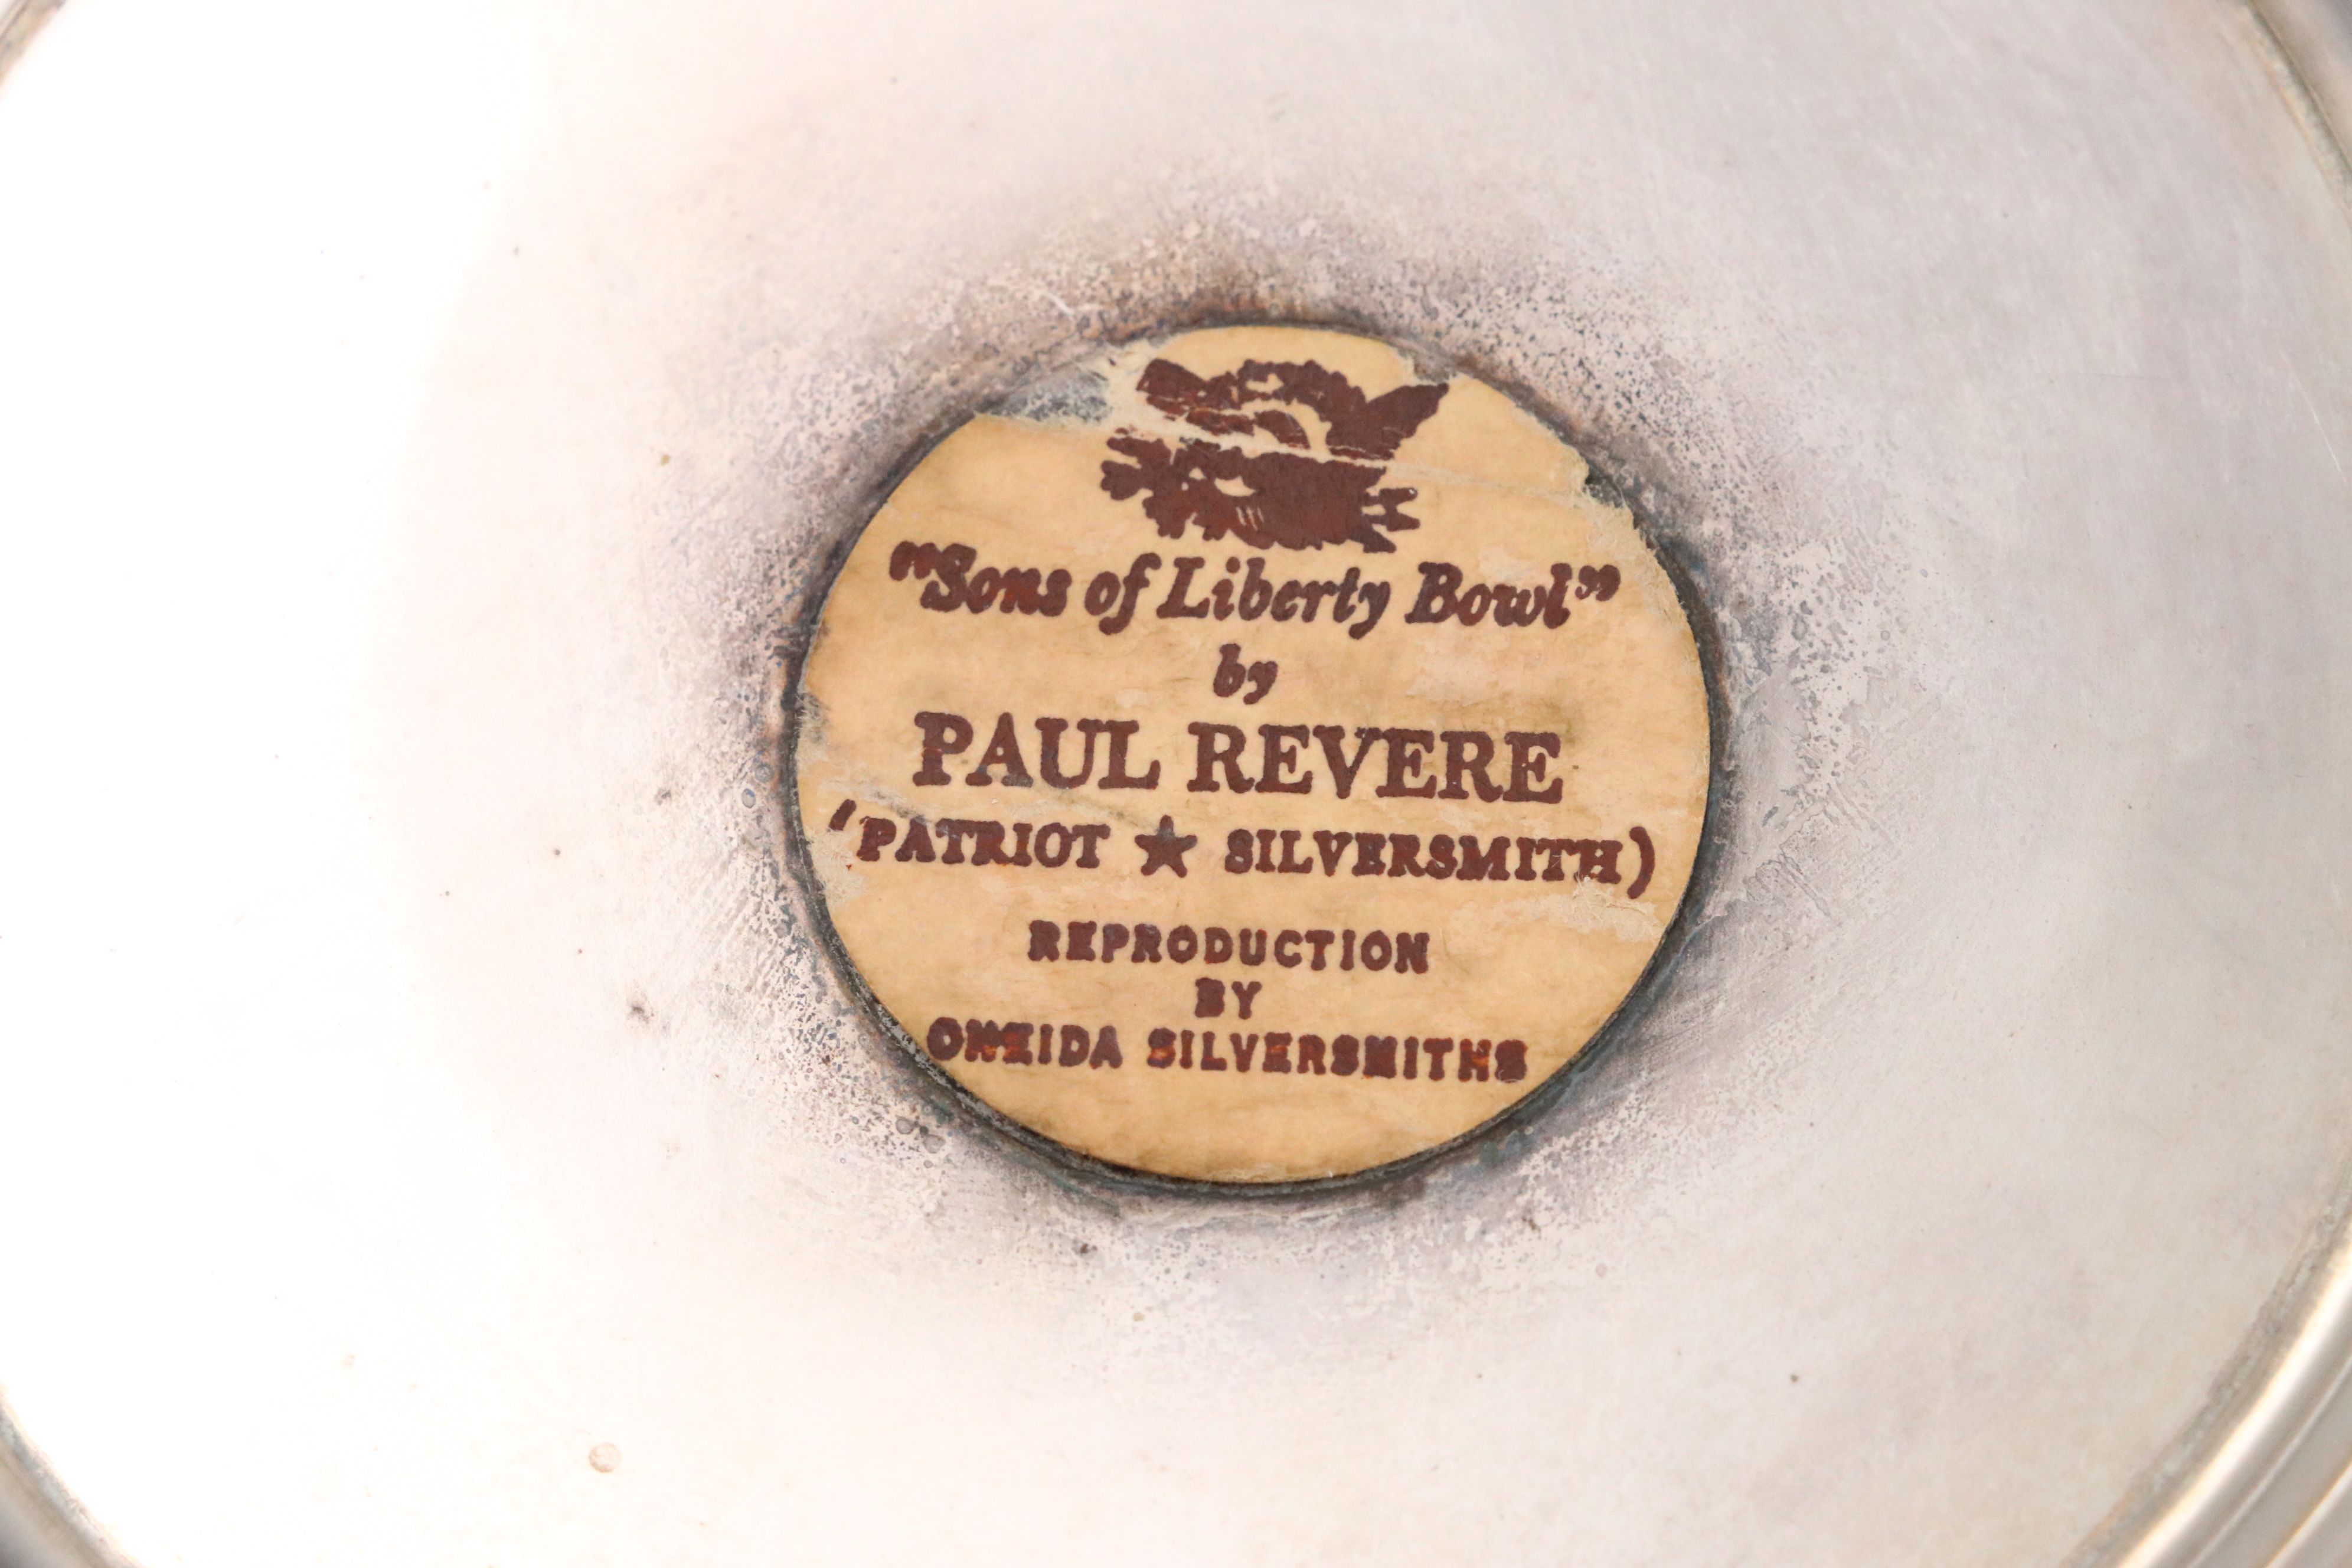 "Sons of Liberty Bowl"
by
PAUL REVERE
(PATRIOT ★ SILVERSMITH)
REPRODUCTION
BY
ONEIDA SILVERSMITHS